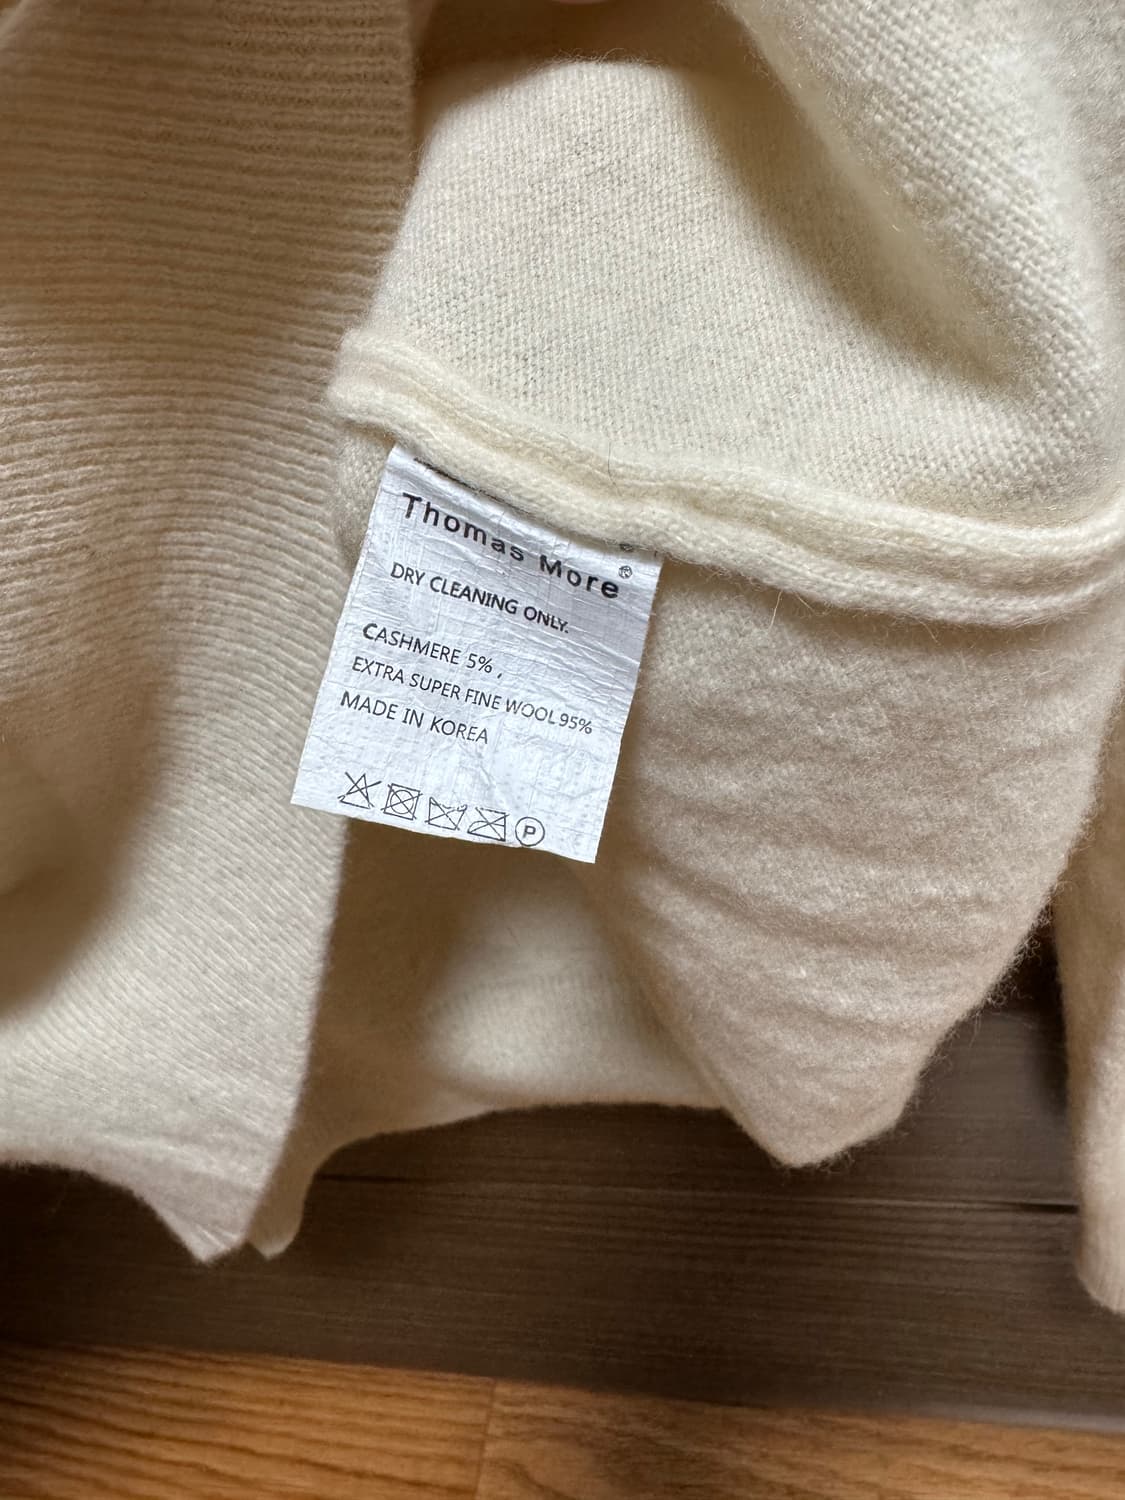 Thomas More ®
DRY CLEANING ONLY.
CASHMERE 5%,
EXTRA SUPER FINE WOOL 95%
MADE IN KOREA
P